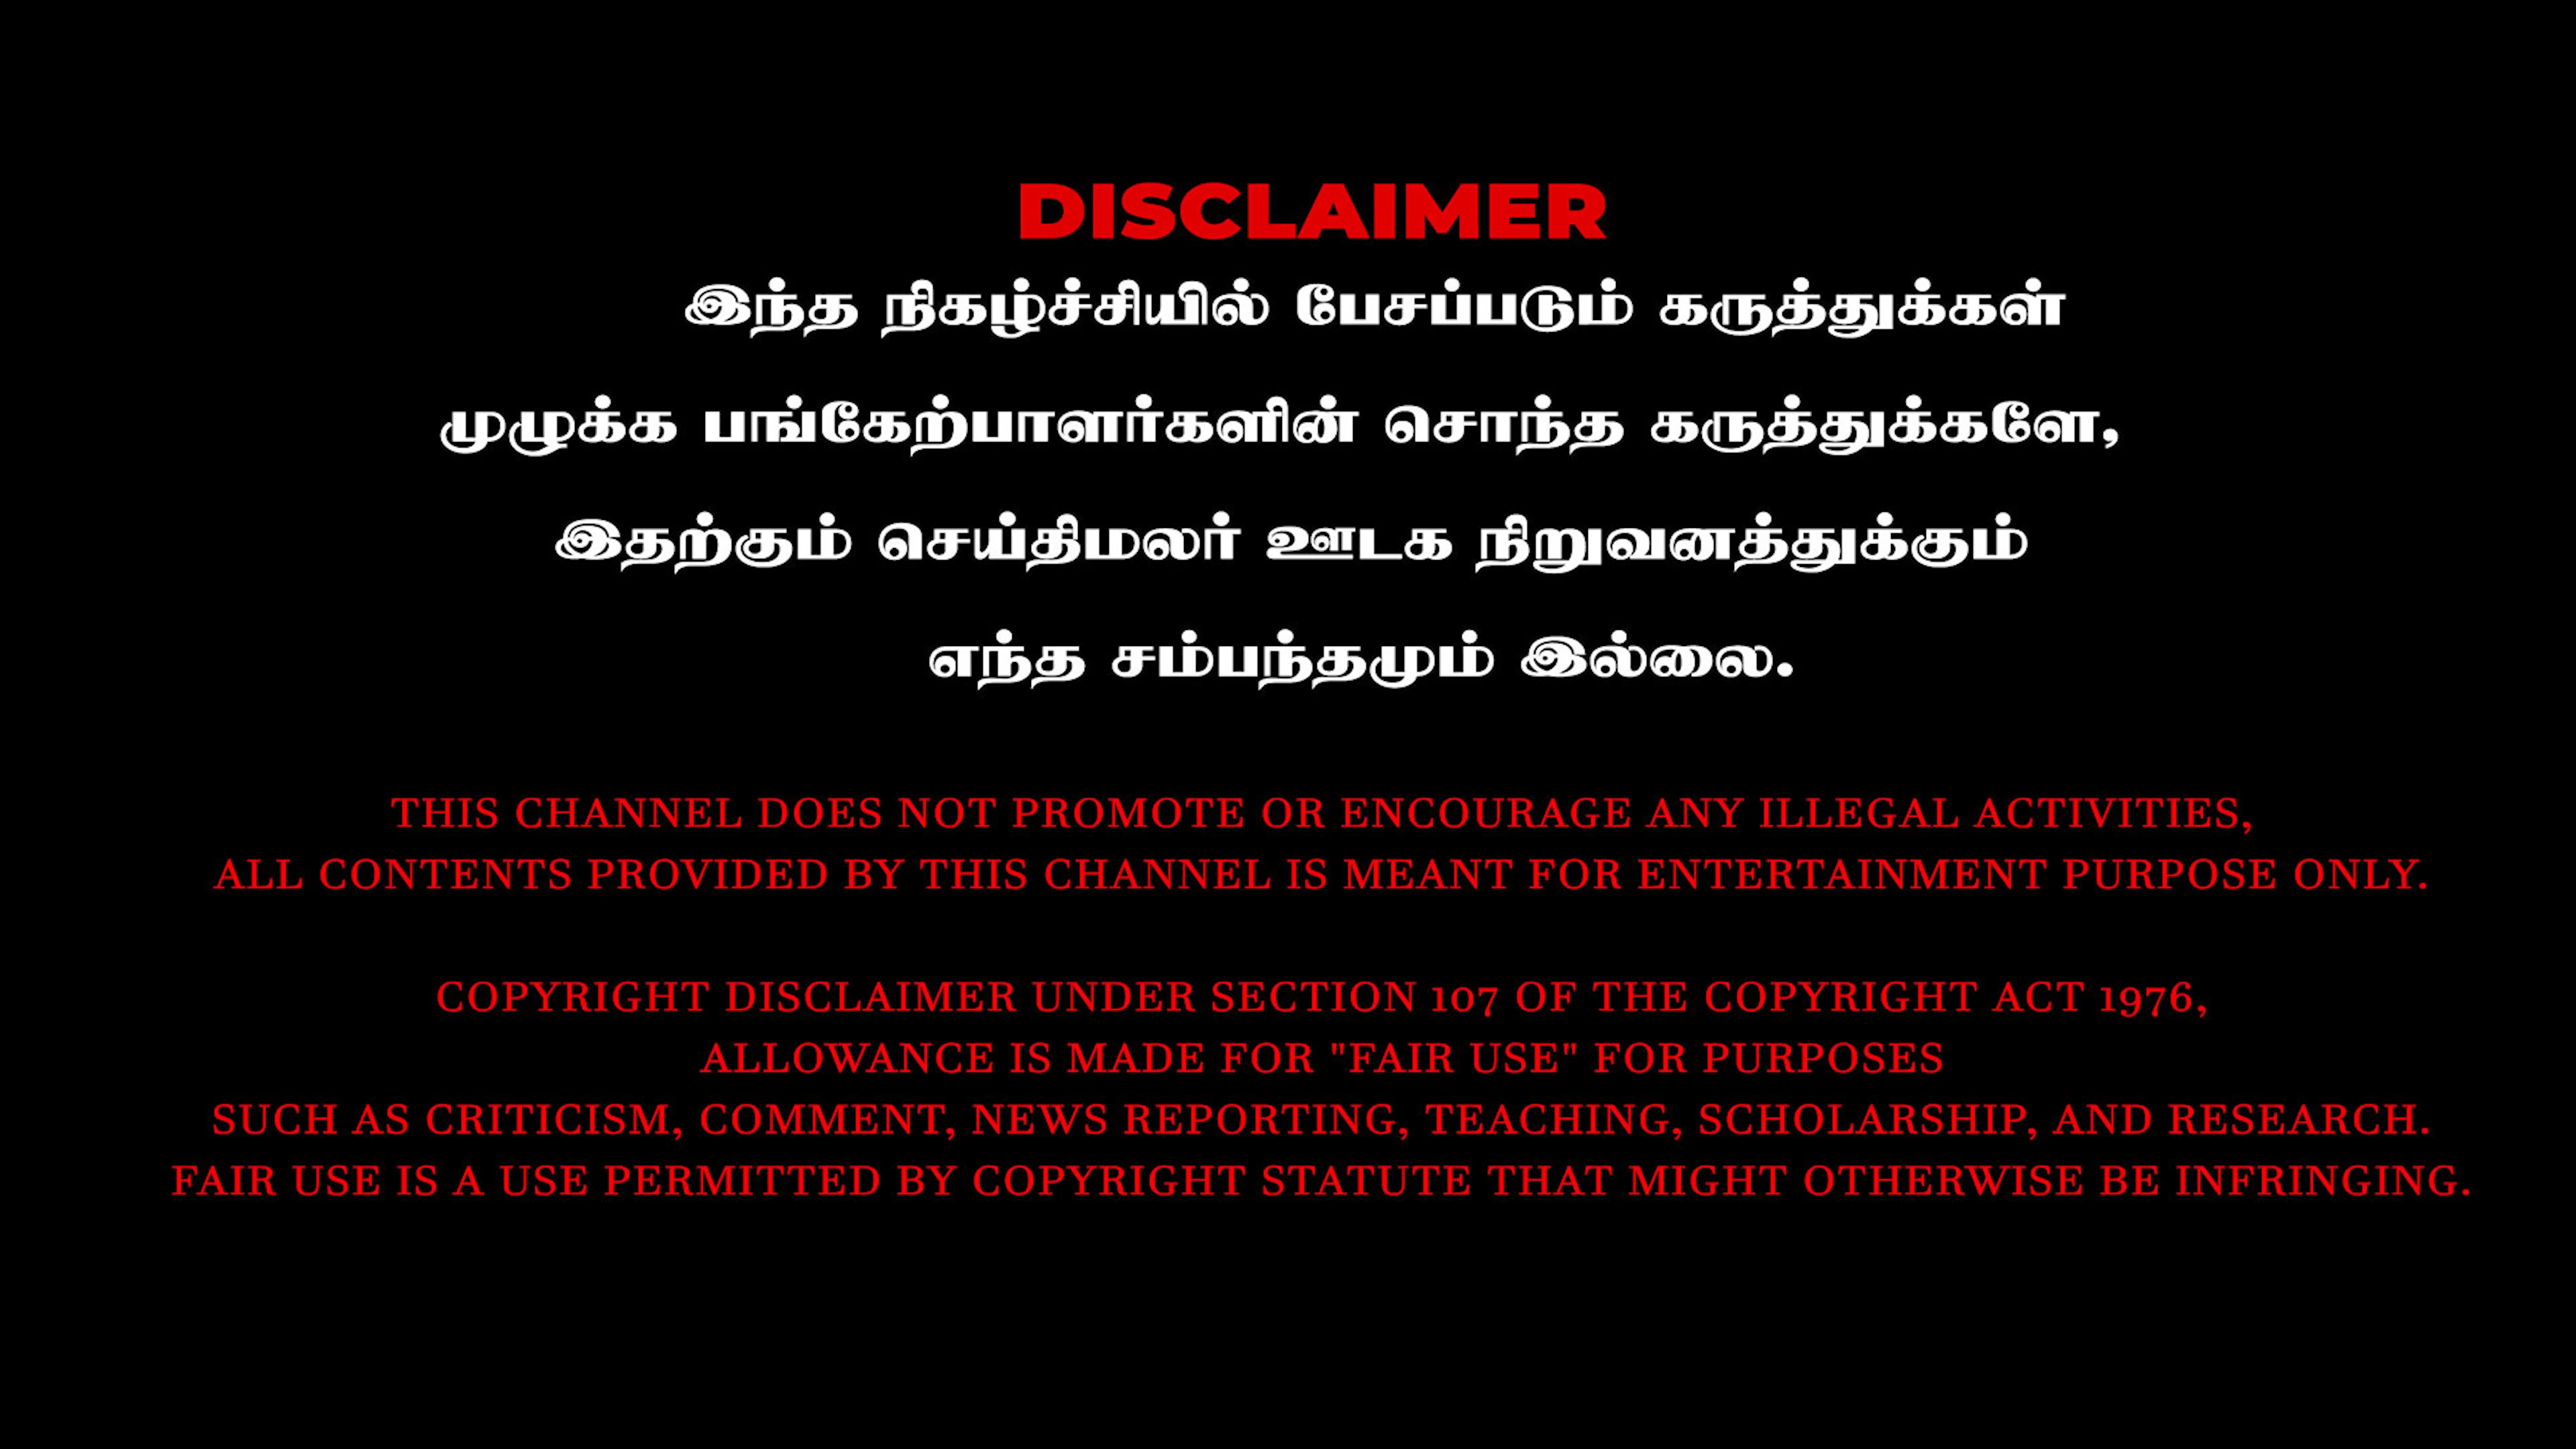 DISCLAIMER
இந்த நிகழ்ச்சியில் பேசப்படும் கருத்துக்கள்
முழுக்க பங்கேற்பாளர்களின் சொந்த கருத்துக்களே,
இதற்கும் செய்திமலர் ஊடக நிறுவனத்துக்கும்
எந்த சம்பந்தமும் இல்லை.
THIS CHANNEL DOES NOT PROMOTE OR ENCOURAGE ANY ILLEGAL ACTIVITIES,
ALL CONTENTS PROVIDED BY THIS CHANNEL IS MEANT FOR ENTERTAINMENT PURPOSE ONLY.
COPYRIGHT DISCLAIMER UNDER SECTION 107 OF THE COPYRIGHT ACT 1976,
ALLOWANCE IS MADE FOR "FAIR USE" FOR PURPOSES
SUCH AS CRITICISM, COMMENT, NEWS REPORTING, TEACHING, SCHOLARSHIP, AND RESEARCH.
FAIR USE IS A USE PERMITTED BY COPYRIGHT STATUTE THAT MIGHT OTHERWISE BE INFRINGING.